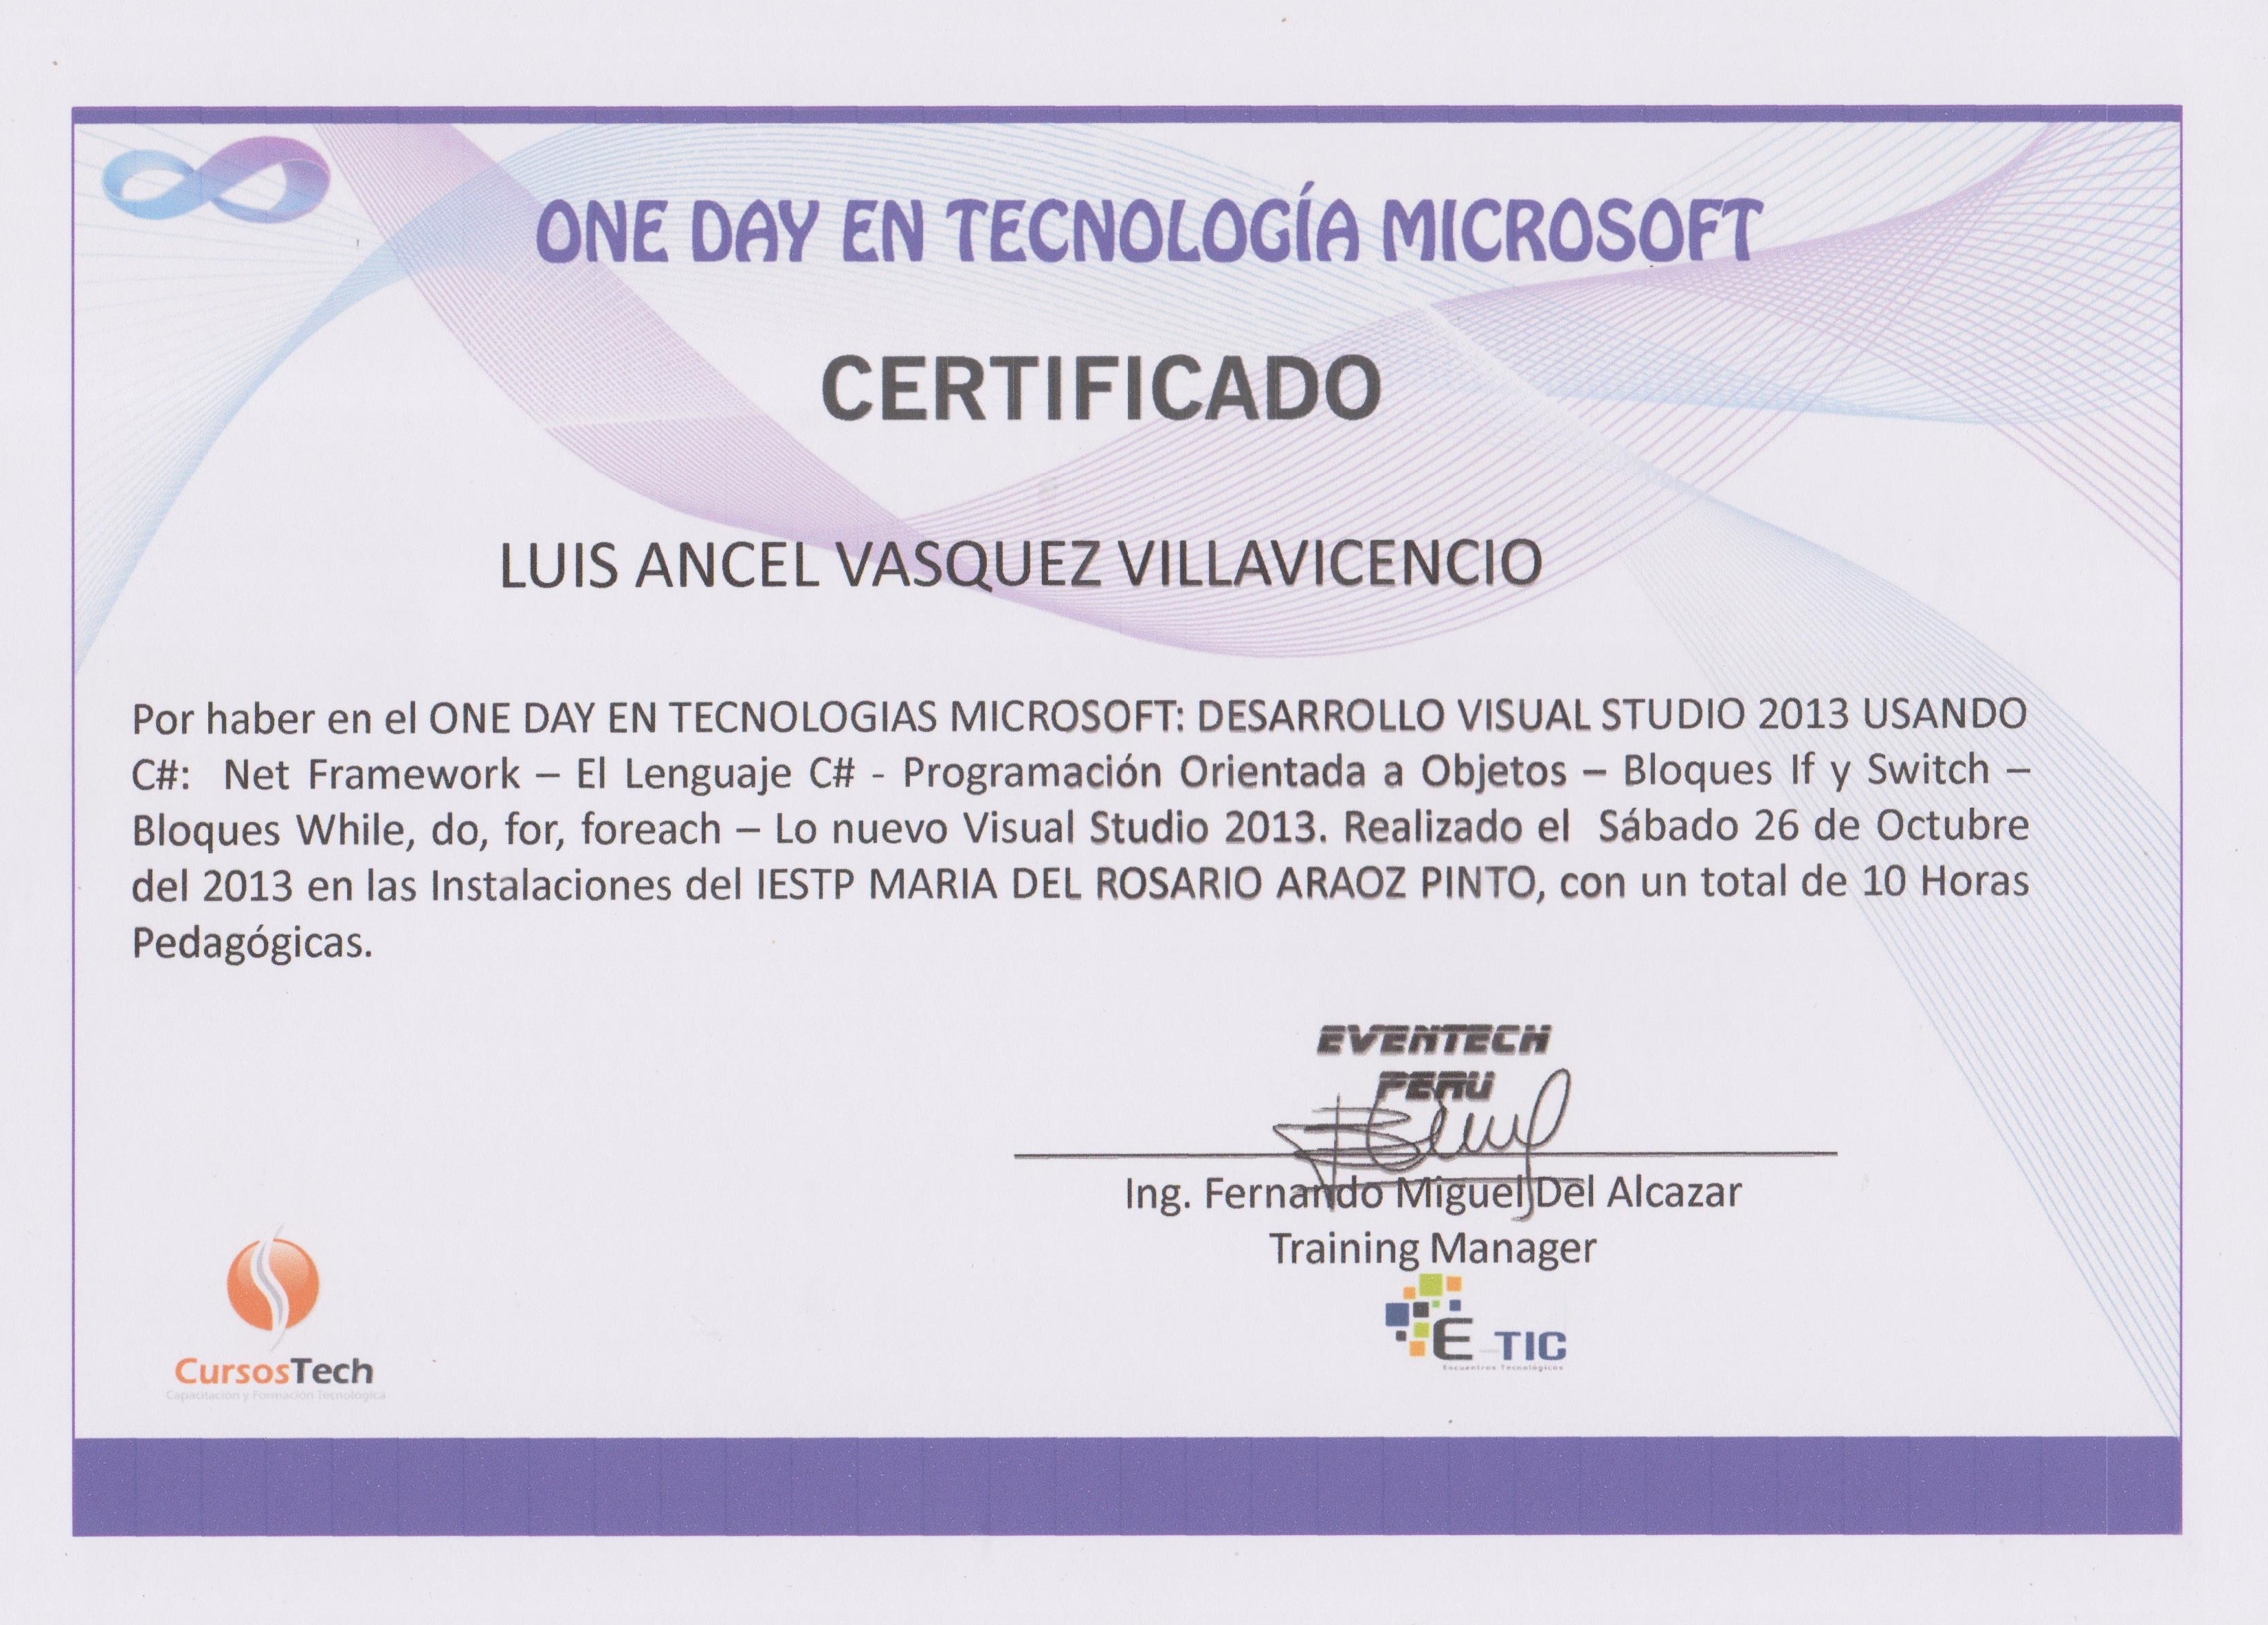 ONE DAY EN TECNOLOGÍA MICROSOFT
CERTIFICADO
LUIS ANCEL VASQUEZ VILLAVICENCIO
Por haber en el ONE DAY EN TECNOLOGIAS MICROSOFT: DESARROLLO VISUAL STUDIO 2013 USANDO
C#: Net Framework – El Lenguaje C# - Programación Orientada a Objetos – Bloques If y Switch –
Bloques While, do, for, foreach – Lo nuevo Visual Studio 2013. Realizado el Sábado 26 de Octubre
del 2013 en las Instalaciones del IESTP MARIA DEL ROSARIO ARAOZ PINTO, con un total de 10 Horas
Pedagógicas.
EVENTECH
PERU
Ing. Fernando Miguel Del Alcazar
Training Manager
E-TIC
Encuentros Tecnológicos
CursosTech
Capacitación y Formación Tecnológica